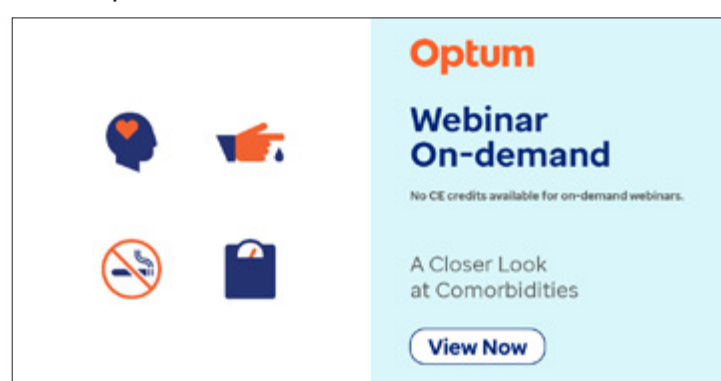 Optum
Webinar
On-demand
No CE credits available for on-demand webinars.
A Closer Look
at Comorbidities
View Now